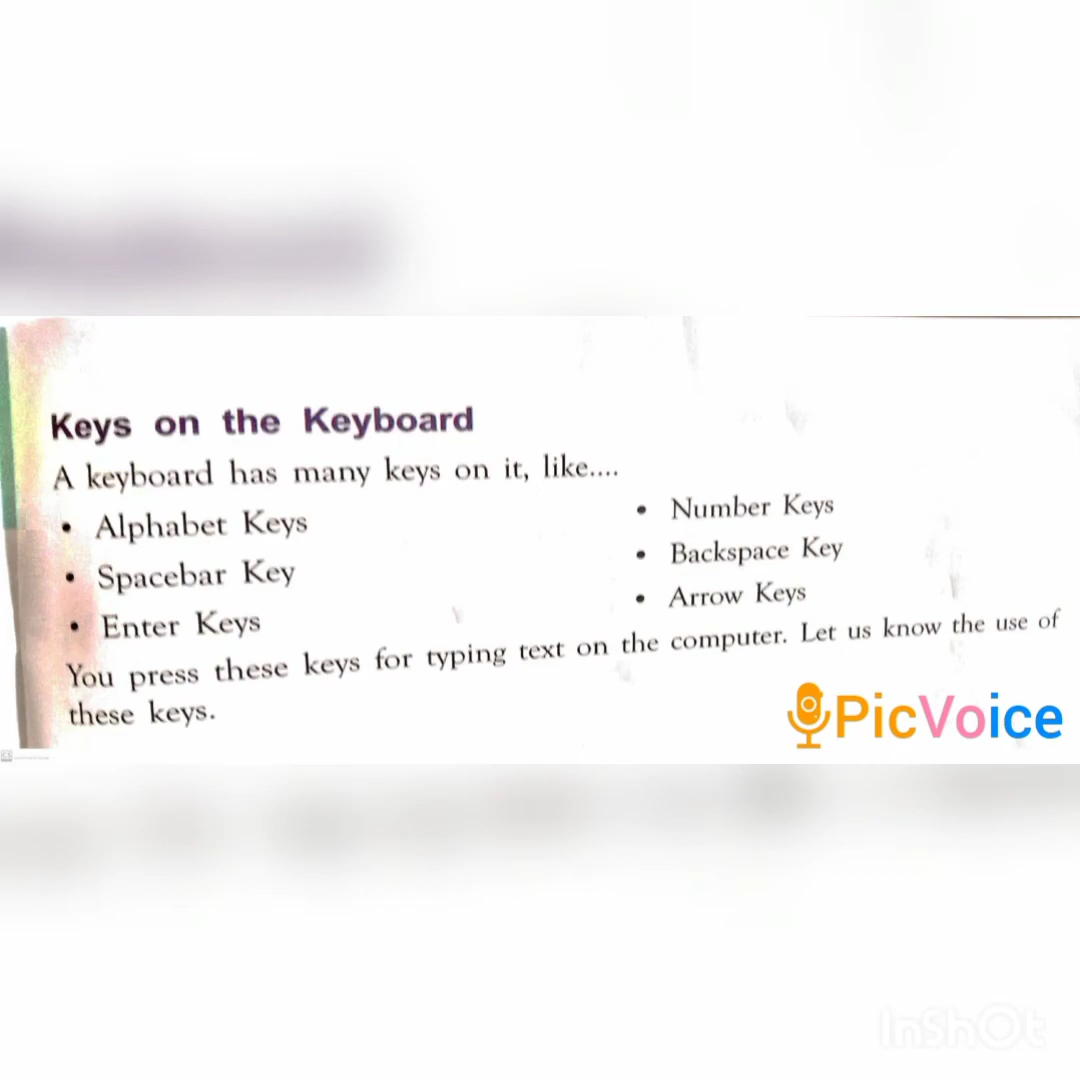 Keys on the Keyboard
A keyboard has many keys on it, like....
• Alphabet Keys
• Spacebar Key
• Enter Keys
• Number Keys
• Backspace Key
• Arrow Keys
You press these keys for typing text on the computer. Let us know the use of
these keys.
PicVoice
InShOt